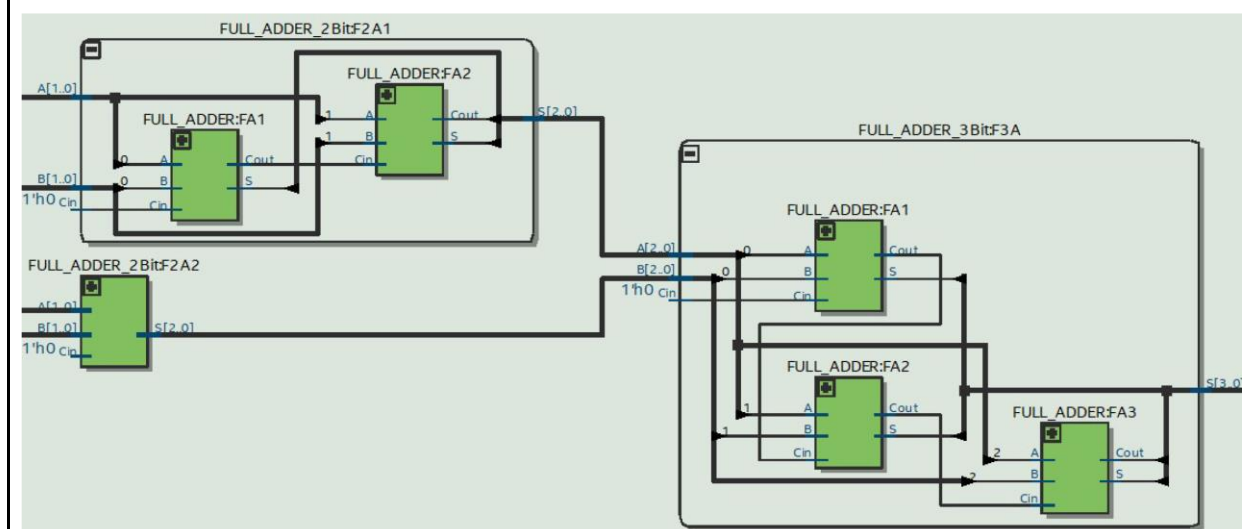 FULL_ADDER_2Bit:F2A1
FULL_ADDER:FA2
A[1..0]
1 A Cout S[2..0]
FULL_ADDER:FA1
1 B S
0 A Cout Cin
B[1..0] 0 B S
1'h0 Cin Cin
FULL_ADDER_2Bit:F2A2
A[1..0]
B[1..0] S[2..0]
1'h0 Cin
FULL_ADDER_3Bit:F3A
FULL_ADDER:FA1
A[2..0] 0 A Cout
B[2..0] 0 B S
1'h0 Cin Cin
FULL_ADDER:FA2
S[3..0]
1 A Cout
FULL_ADDER:FA3
1 B S
Cin 2 A Cout
2 B S
Cin